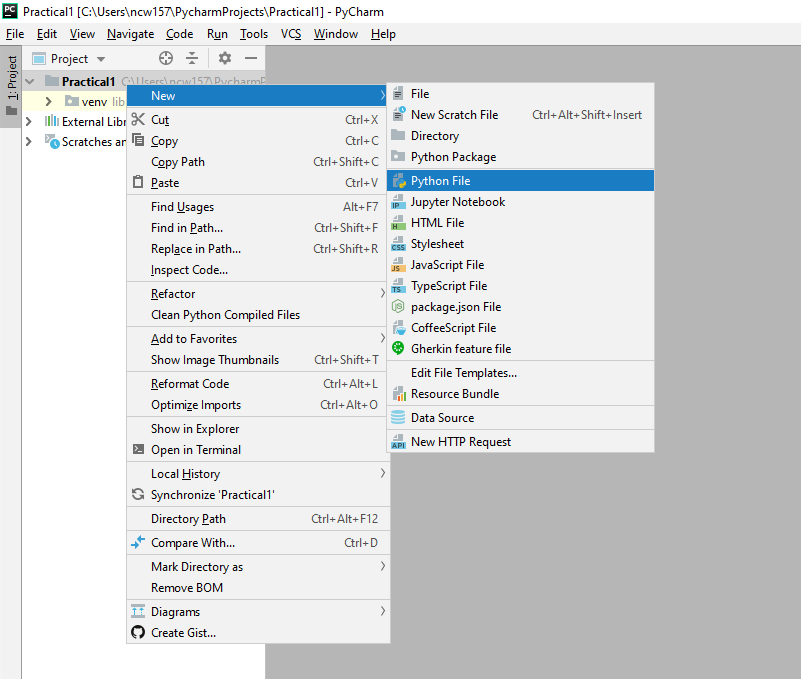 PC Practical1 [C:\Users\ncw157\PycharmProjects\Practical1] - PyCharm
File Edit View Navigate Code Run Tools VCS Window Help
1: Project
Project
Practical1 C:\Users\ncw157\PycharmPr
venv lib
External Libr
Scratches an
New
Cut Ctrl+X
Copy Ctrl+C
Copy Path Ctrl+Shift+C
Paste Ctrl+V
Find Usages Alt+F7
Find in Path... Ctrl+Shift+F
Replace in Path... Ctrl+Shift+R
Inspect Code...
Refactor
Clean Python Compiled Files
Add to Favorites
Show Image Thumbnails Ctrl+Shift+T
Reformat Code Ctrl+Alt+L
Optimize Imports Ctrl+Alt+O
Show in Explorer
Open in Terminal
Local History
Synchronize 'Practical1'
Directory Path Ctrl+Alt+F12
Compare With... Ctrl+D
Mark Directory as
Remove BOM
Diagrams
Create Gist...
File
New Scratch File Ctrl+Alt+Shift+Insert
Directory
Python Package
Python File
IP Jupyter Notebook
H HTML File
CSS Stylesheet
JS JavaScript File
TS TypeScript File
package.json File
CoffeeScript File
Gherkin feature file
Edit File Templates...
Resource Bundle
Data Source
API New HTTP Request